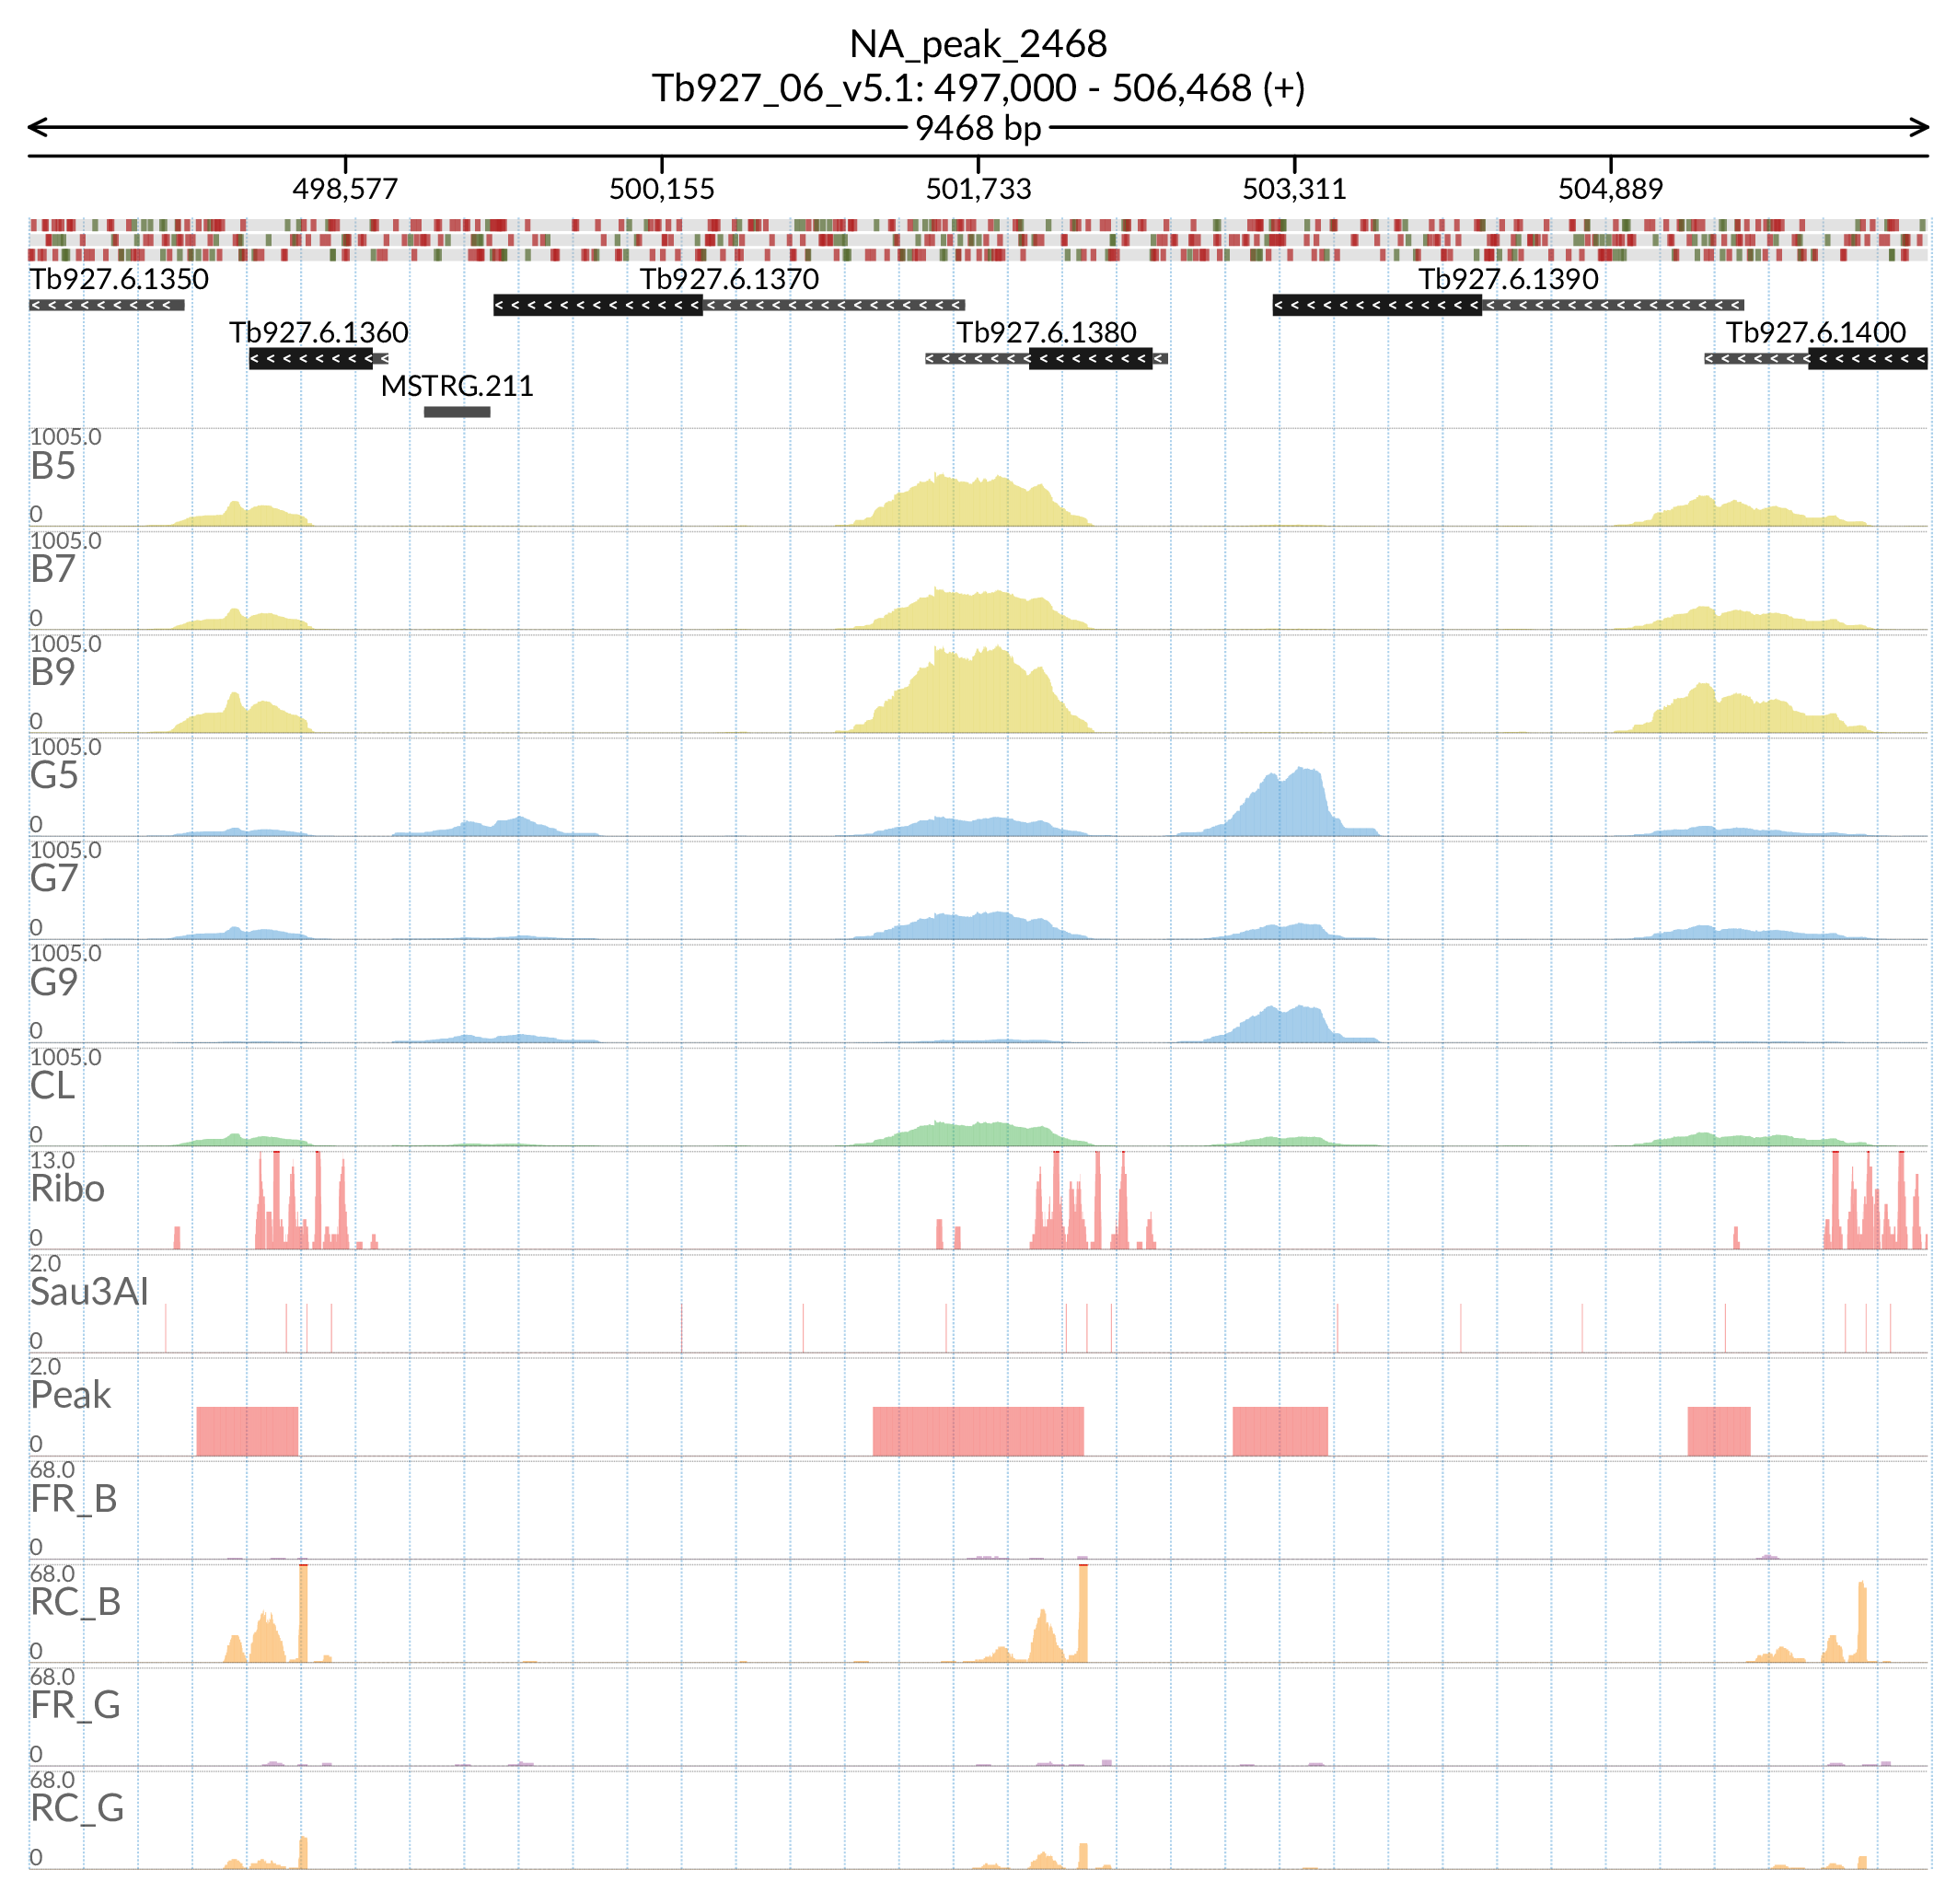 NA_peak_2468
Tb927_06_v5.1: 497,000 - 506,468 (+)
9468 bp
498,577 500,155 501,733 503,311 504,889
Tb927.6.1350 Tb927.6.1370 Tb927.6.1390
Tb927.6.1360 Tb927.6.1380 Tb927.6.1400
MSTRG.211
1005.0
B5
0
1005.0
B7
0
1005.0
B9
0
1005.0
G5
0
1005.0
G7
0
1005.0
G9
0
1005.0
CL
0
13.0
Ribo
0
2.0
Sau3AI
0
2.0
Peak
0
68.0
FR_B
0
68.0
RC_B
0
68.0
FR_G
0
68.0
RC_G
0